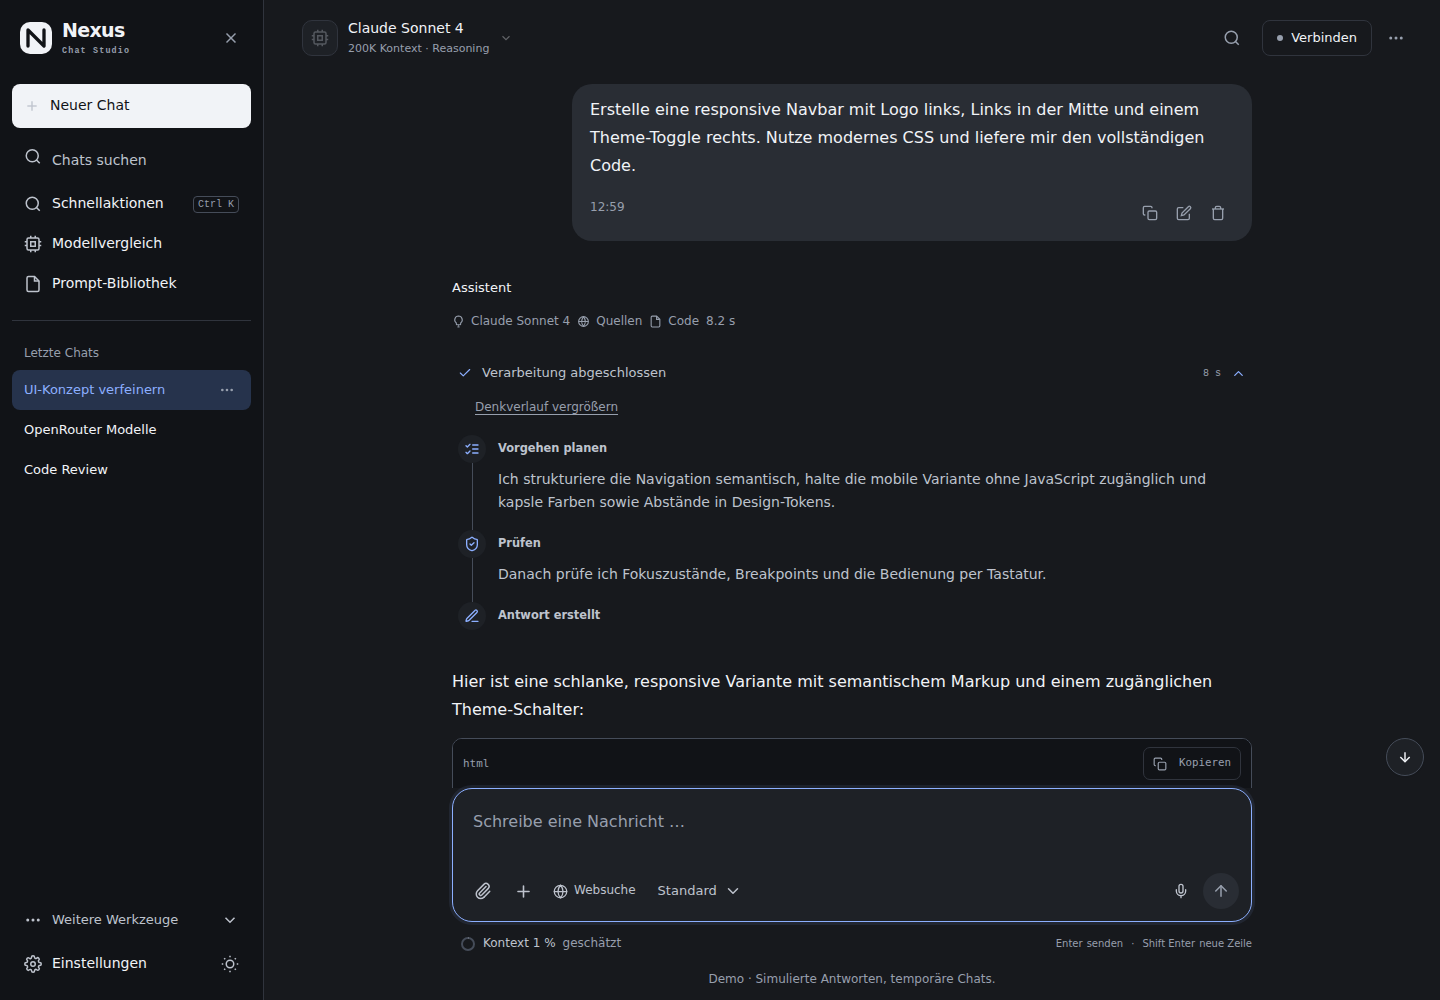 Nexus
Chat Studio
Neuer Chat
Chats suchen
Schnellaktionen
Ctrl K
Modellvergleich
Prompt-Bibliothek
Letzte Chats
UI-Konzept verfeinern
OpenRouter Modelle
Code Review
Weitere Werkzeuge
Einstellungen
Claude Sonnet 4
200K Kontext · Reasoning
Verbinden
Erstelle eine responsive Navbar mit Logo links, Links in der Mitte und einem
Theme-Toggle rechts. Nutze modernes CSS und liefere mir den vollständigen
Code.
12:59
Assistent
Claude Sonnet 4 Quellen Code 8.2 s
Verarbeitung abgeschlossen
8 s
Denkverlauf vergrößern
Vorgehen planen
Ich strukturiere die Navigation semantisch, halte die mobile Variante ohne JavaScript zugänglich und
kapsle Farben sowie Abstände in Design-Tokens.
Prüfen
Danach prüfe ich Fokuszustände, Breakpoints und die Bedienung per Tastatur.
Antwort erstellt
Hier ist eine schlanke, responsive Variante mit semantischem Markup und einem zugänglichen
Theme-Schalter:
html
Kopieren
Schreibe eine Nachricht …
Websuche
Standard
Kontext 1 % geschätzt
Enter senden · Shift Enter neue Zeile
Demo · Simulierte Antworten, temporäre Chats.